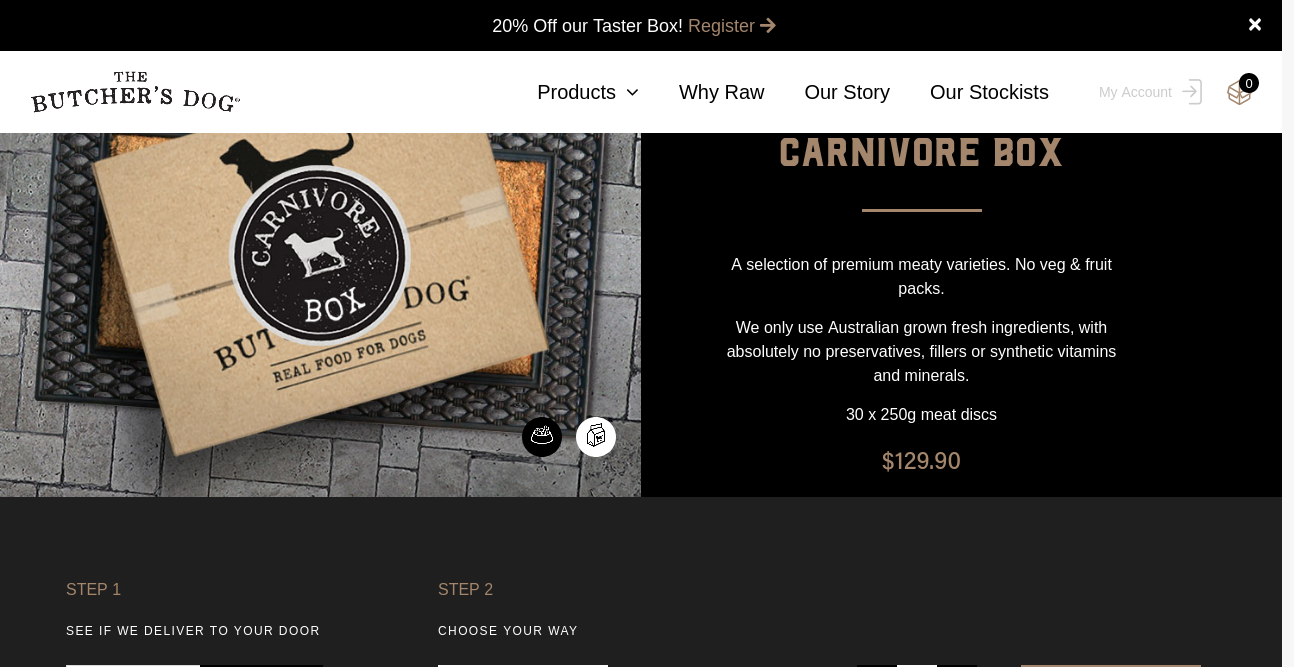 20% Off our Taster Box! Register
×
THE
BUTCHER'S DOG
Products
Why Raw
Our Story
Our Stockists
My Account
0
CARNIVORE
BOX
BUT
DOG
REAL FOOD FOR DOGS
CARNIVORE BOX
A selection of premium meaty varieties. No veg & fruit
packs.
We only use Australian grown fresh ingredients, with
absolutely no preservatives, fillers or synthetic vitamins
and minerals.
30 x 250g meat discs
$129.90
STEP 1
SEE IF WE DELIVER TO YOUR DOOR
STEP 2
CHOOSE YOUR WAY